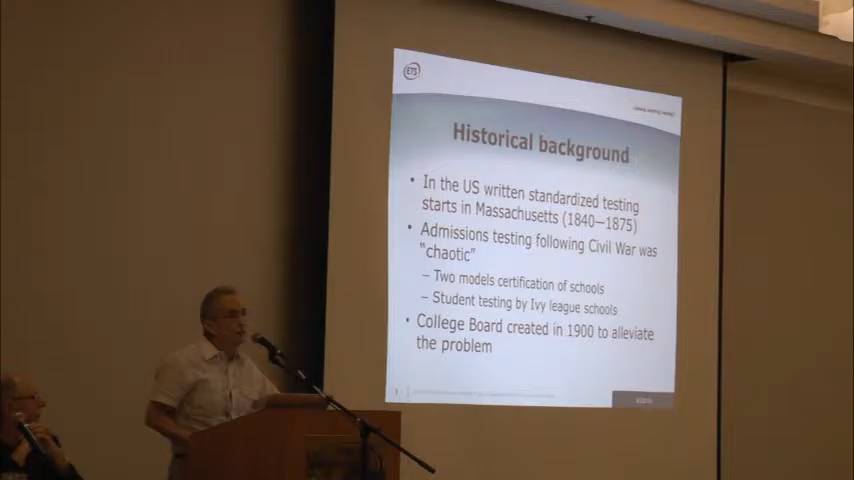 ETS
Historical background
• In the US written standardized testing
starts in Massachusetts (1840—1875)
• Admissions testing following Civil War was
"chaotic"
– Two models certification of schools
– Student testing by Ivy league schools
• College Board created in 1900 to alleviate
the problem